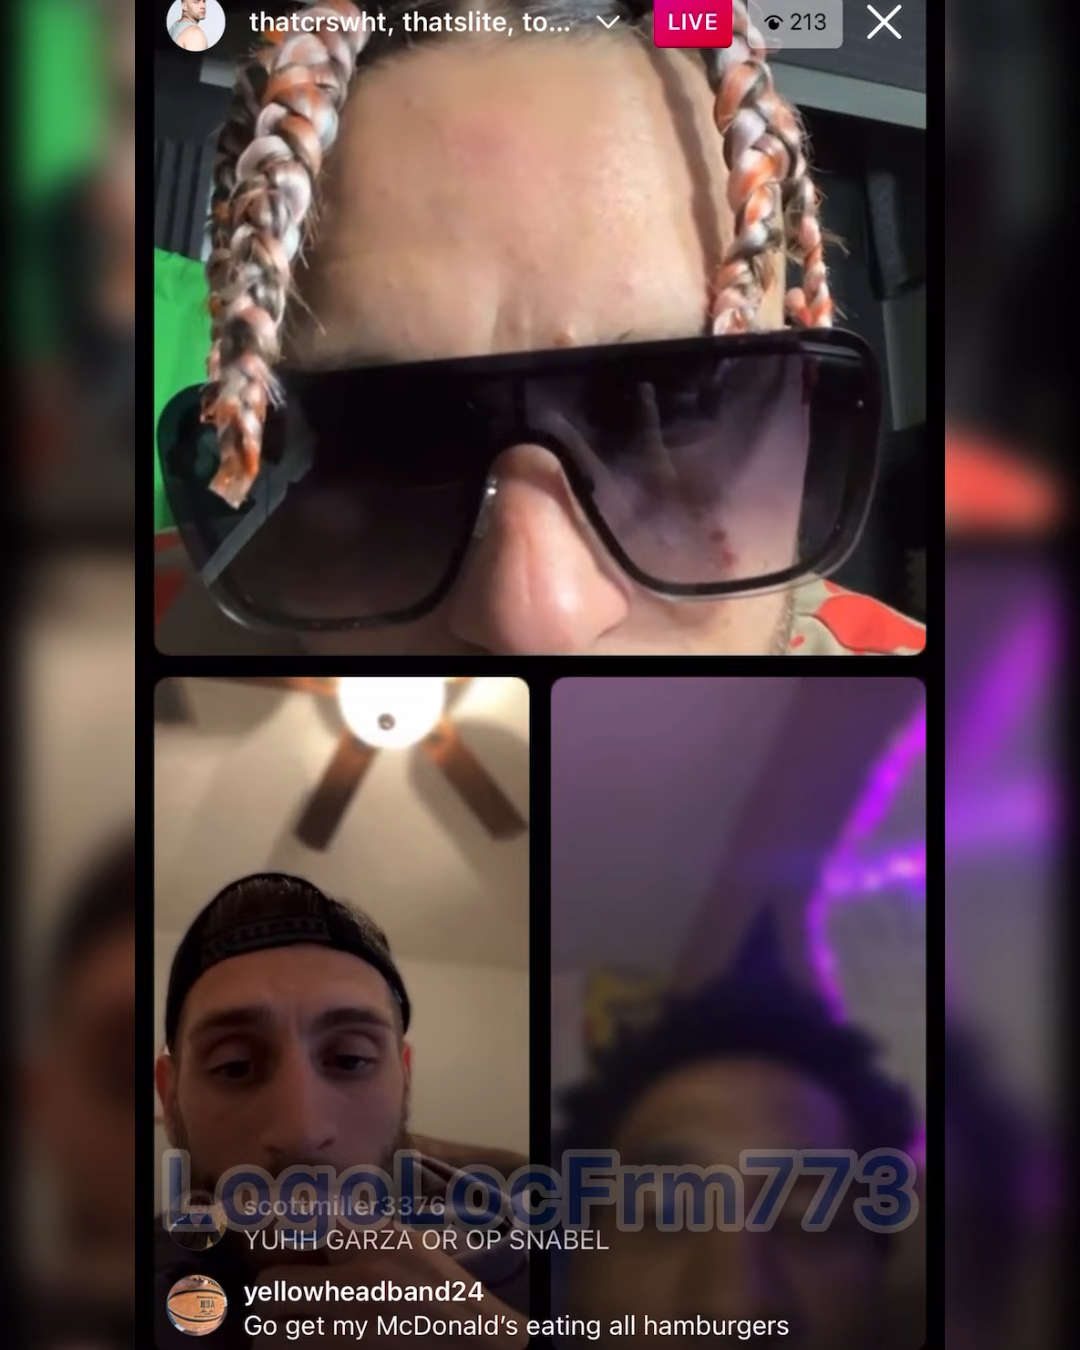 thatcrswht, thatslite, to...
LIVE
213
LogoLocFrm773
scottmiller3376
YUHH GARZA OR OP SNABEL
yellowheadband24
Go get my McDonald’s eating all hamburgers